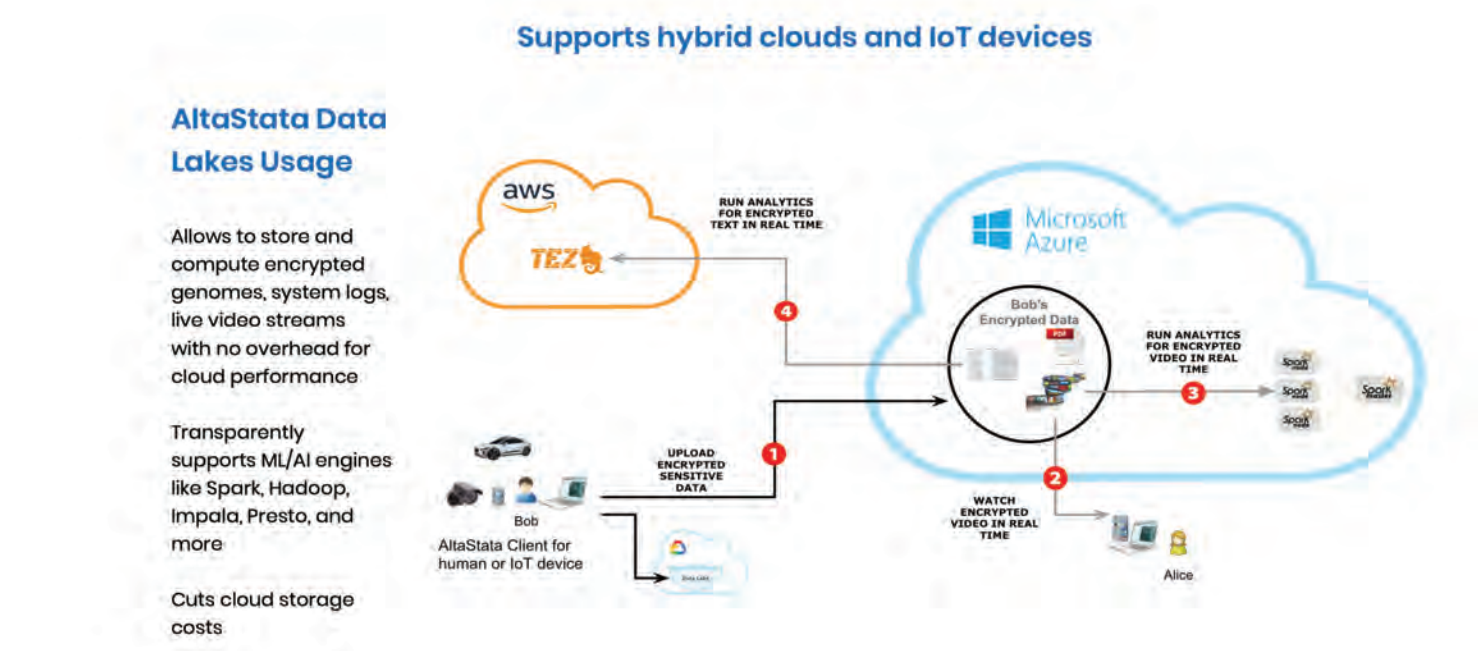 Supports hybrid clouds and IoT devices
AltaStata Data
Lakes Usage
Allows to store and
compute encrypted
genomes, system logs,
live video streams
with no overhead for
cloud performance
Transparently
supports ML/AI engines
like Spark, Hadoop,
Impala, Presto, and
more
Cuts cloud storage
costs
aws
TEZ
RUN ANALYTICS
FOR ENCRYPTED
TEXT IN REAL TIME
4
Microsoft
Azure
Bob's
Encrypted Data
PDF
RUN ANALYTICS
FOR ENCRYPTED
VIDEO IN REAL
TIME
3
Spark
Spark
Spark
Spark
UPLOAD
ENCRYPTED
SENSITIVE
DATA
1
2
WATCH
ENCRYPTED
VIDEO IN REAL
TIME
Bob
AltaStata Client for
human or IoT device
Alice